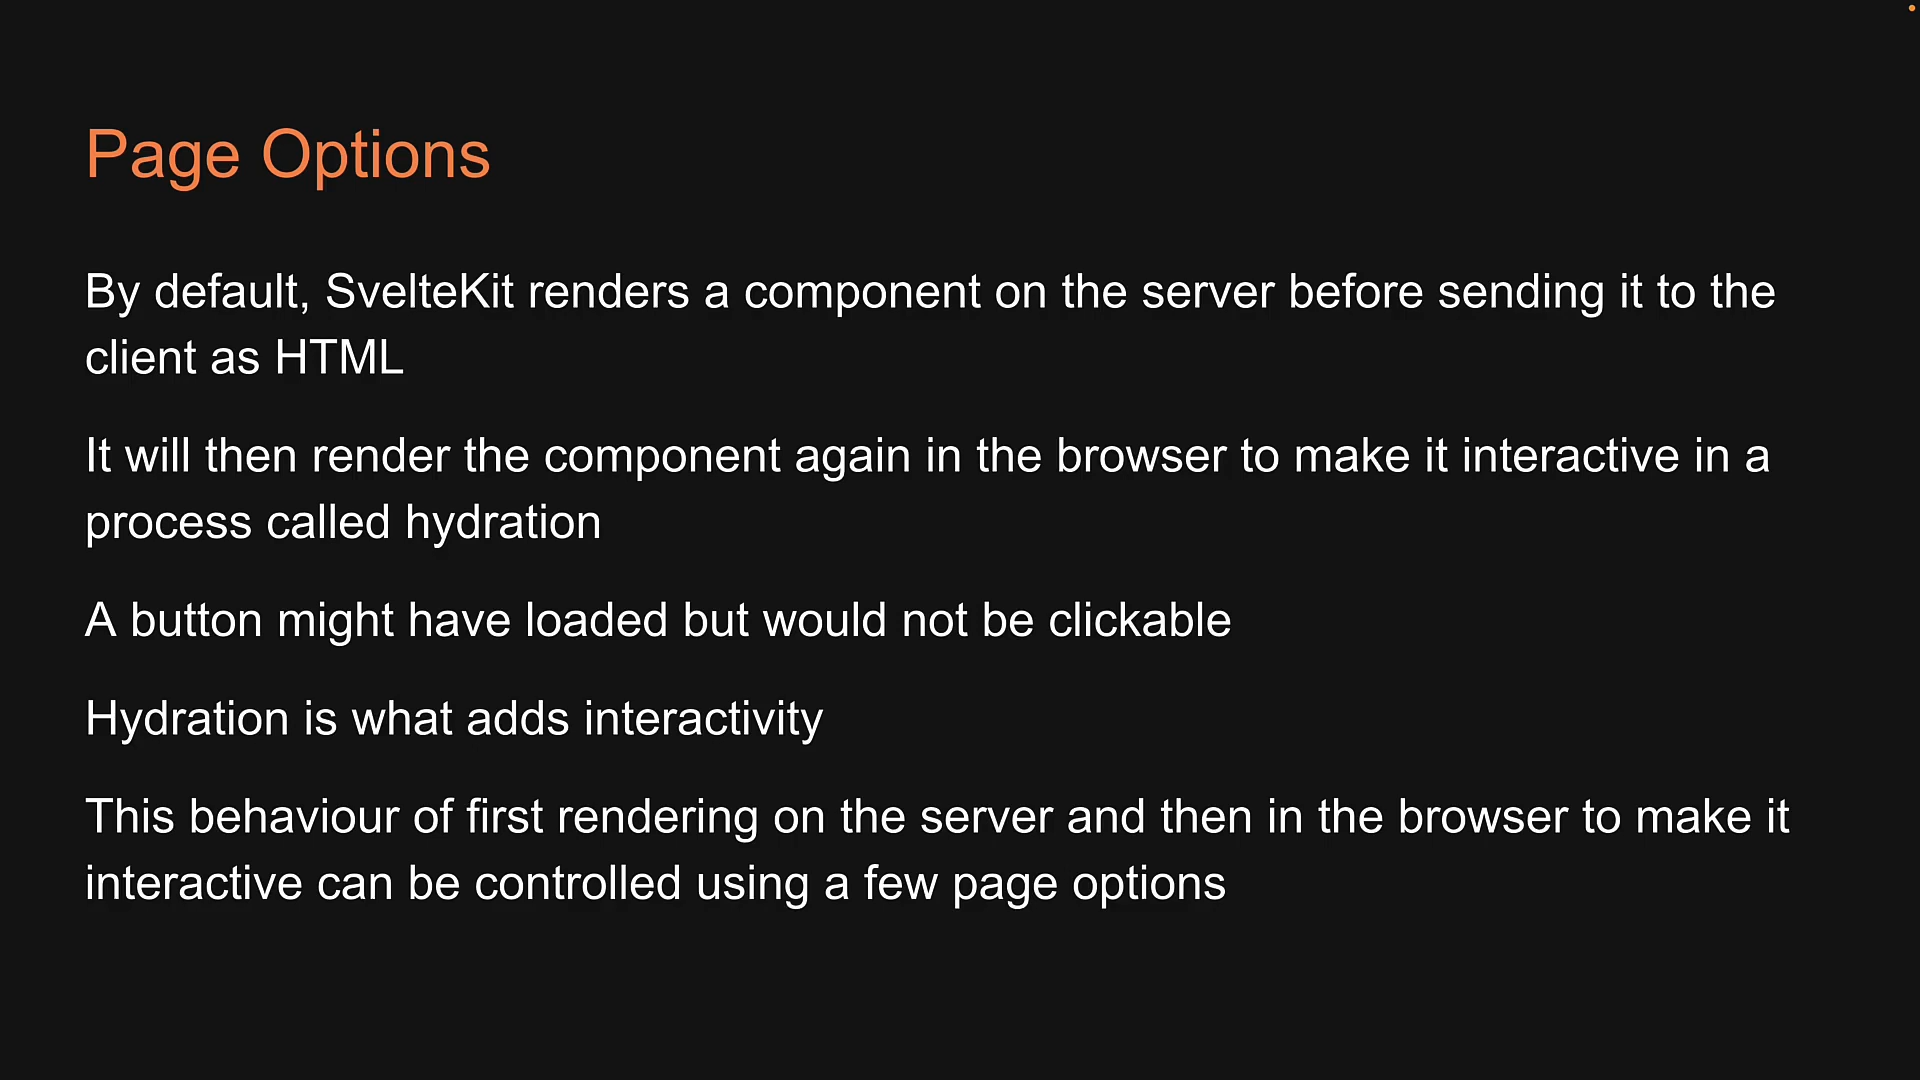 Page Options
By default, SvelteKit renders a component on the server before sending it to the
client as HTML
It will then render the component again in the browser to make it interactive in a
process called hydration
A button might have loaded but would not be clickable
Hydration is what adds interactivity
This behaviour of first rendering on the server and then in the browser to make it
interactive can be controlled using a few page options